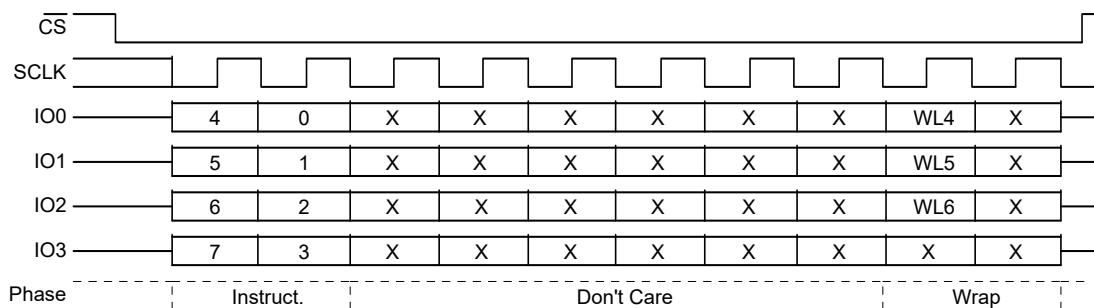 CS
SCLK
IO0 4 0 X X X X X X WL4 X
IO1 5 1 X X X X X X WL5 X
IO2 6 2 X X X X X X WL6 X
IO3 7 3 X X X X X X X X
Phase Instruct. Don't Care Wrap